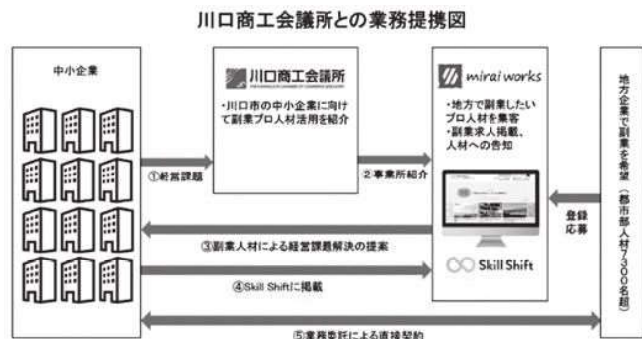 川口商工会議所との業務提携図
中小企業
川口商工会議所
・川口市の中小企業に向け
て副業プロ人材活用を紹介
mirai works
・地方で副業したい
プロ人材を集客
・副業求人掲載、
人材への告知
①経営課題
②事業所紹介
登録
応募
③副業人材による経営課題解決の提案
④Skill Shiftに掲載
Skill Shift
⑤業務委託による直接契約
地方企業で副業を希望（都市部人材7300名超）